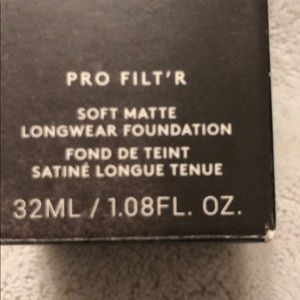 PRO FILT'R
SOFT MATTE
LONGWEAR FOUNDATION
FOND DE TEINT
SATINÉ LONGUE TENUE
32ML / 1.08FL. OZ.